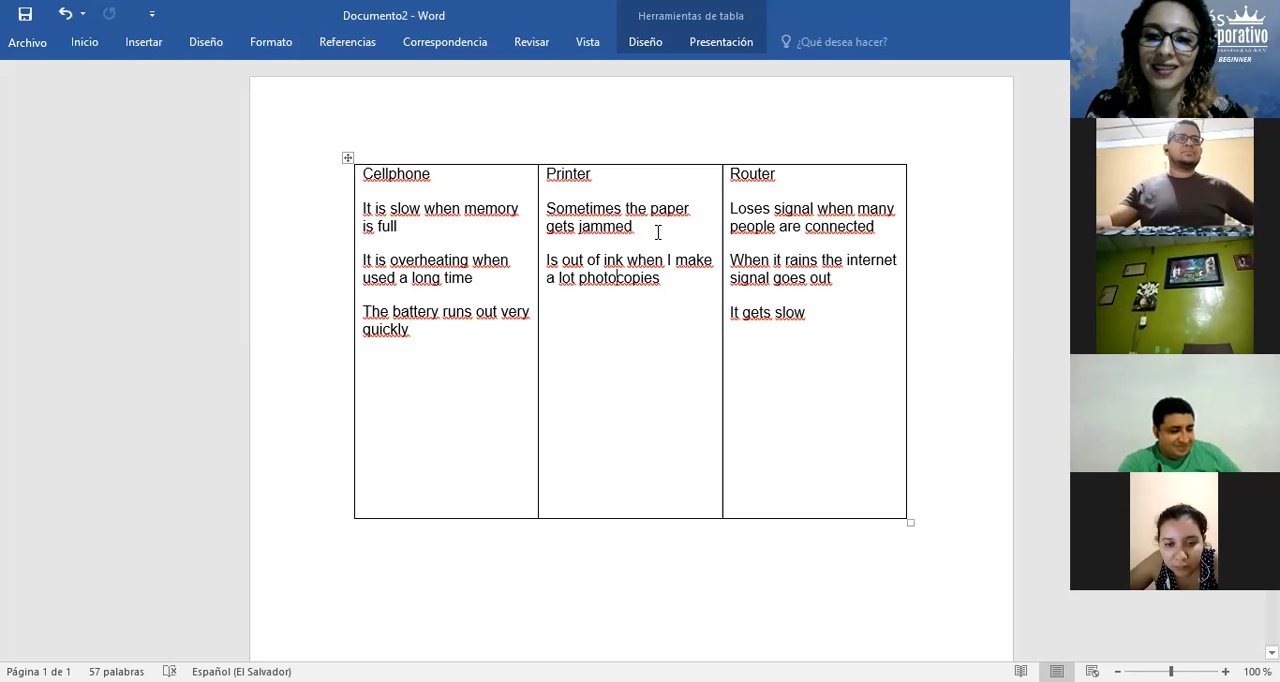 Documento2 - Word
Herramientas de tabla
Archivo
Inicio
Insertar
Diseño
Formato
Referencias
Correspondencia
Revisar
Vista
Diseño
Presentación
¿Qué desea hacer?
BEGINNER
Cellphone
It is slow when memory
is full
It is overheating when
used a long time
The battery runs out very
quickly
Printer
Sometimes the paper
gets jammed
Is out of ink when I make
a lot photocopies
Router
Loses signal when many
people are connected
When it rains the internet
signal goes out
It gets slow
Página 1 de 1
57 palabras
Español (El Salvador)
100 %